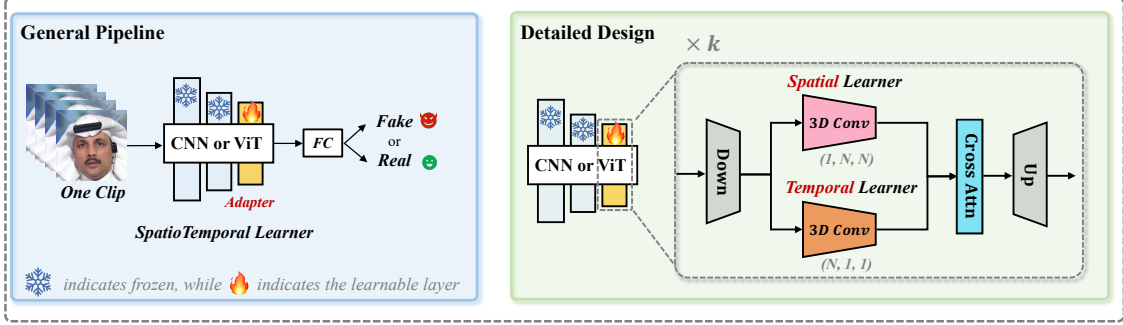 General Pipeline
CNN or ViT
FC
Fake
or
Real
One Clip
Adapter
SpatioTemporal Learner
indicates frozen, while indicates the learnable layer
Detailed Design
× k
CNN or ViT
Down
Spatial Learner
3D Conv
(1, N, N)
Temporal Learner
3D Conv
(N, 1, 1)
Cross Attn
Up